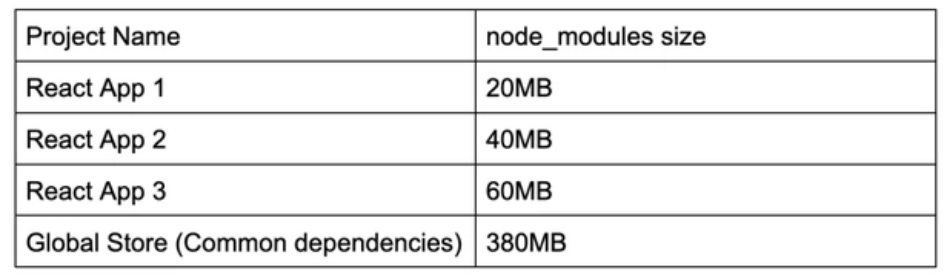 Project Name node_modules size
React App 1 20MB
React App 2 40MB
React App 3 60MB
Global Store (Common dependencies) 380MB